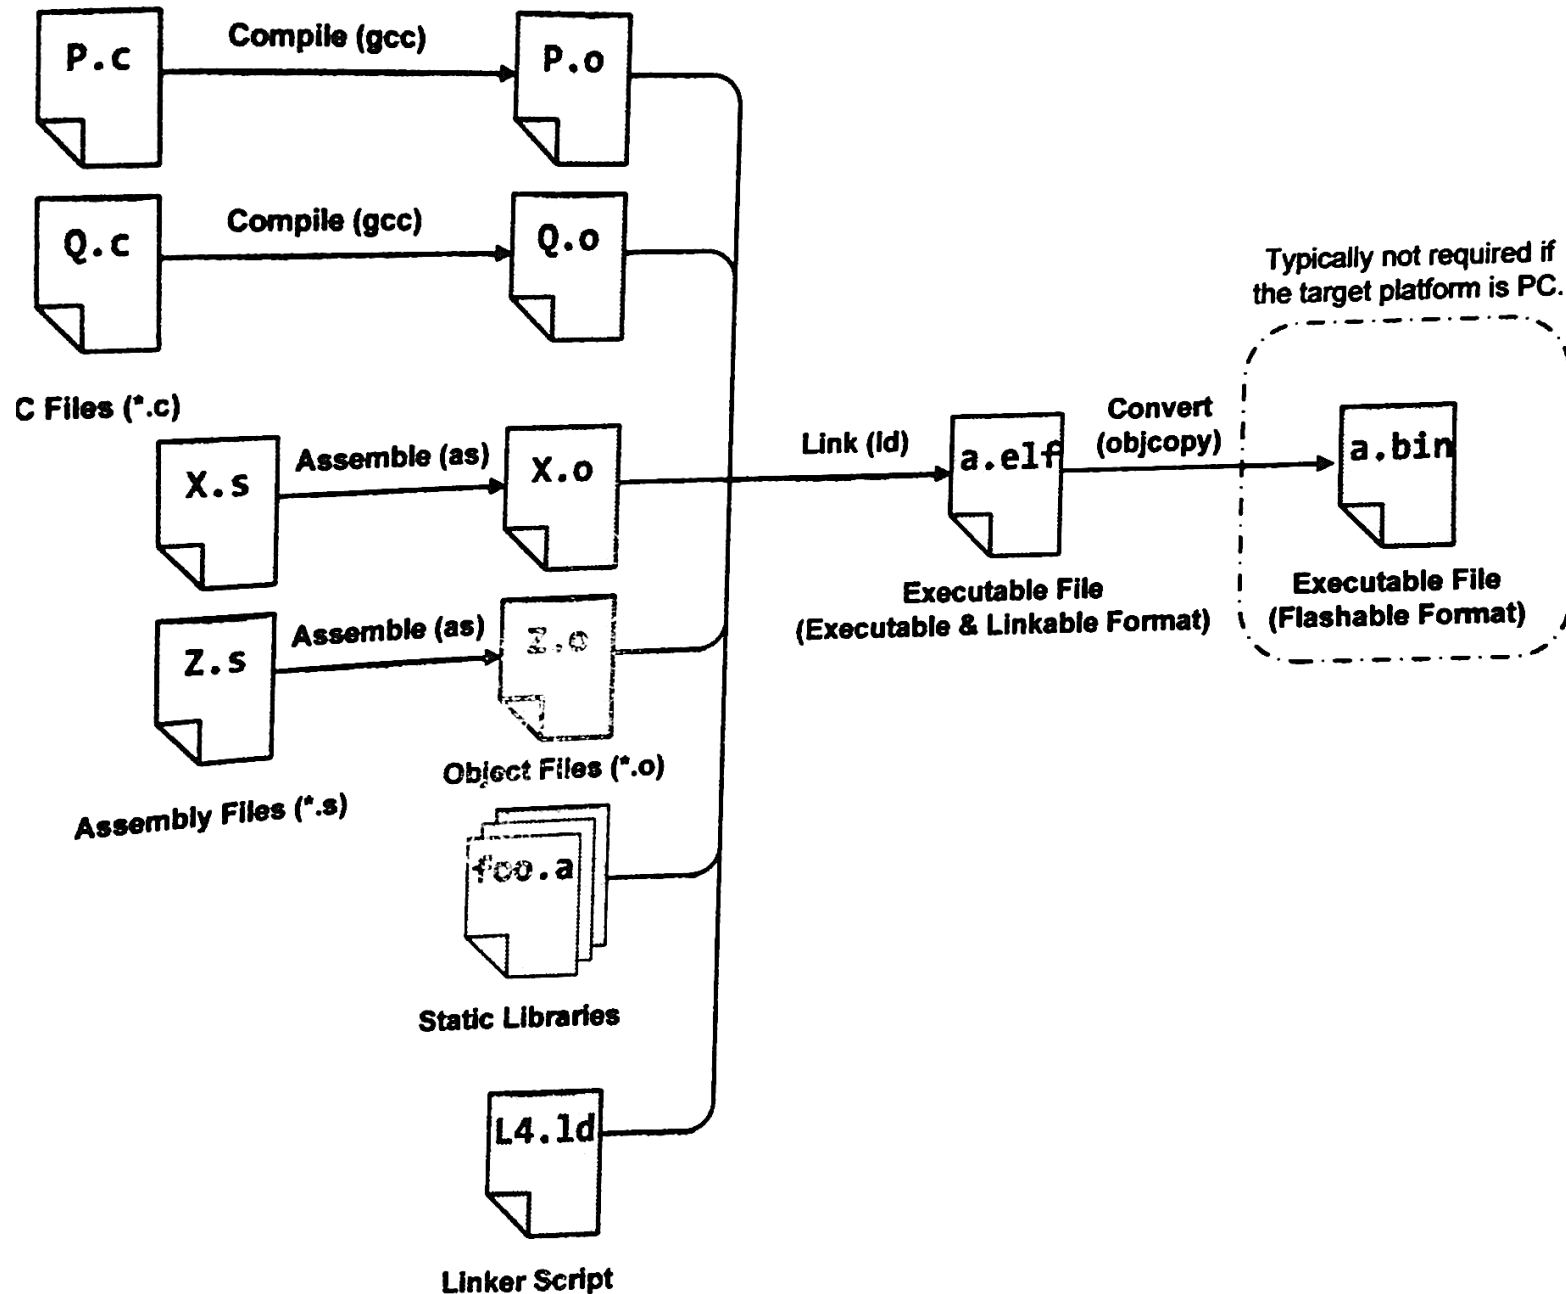 P.c
Compile (gcc)
P.o
Q.c
Compile (gcc)
Q.o
C Files (*.c)
X.s
Assemble (as)
X.o
Z.s
Assemble (as)
Z.o
Assembly Files (*.s)
Object Files (*.o)
foo.a
Static Libraries
L4.ld
Linker Script
Link (ld)
a.elf
Executable File
(Executable & Linkable Format)
Convert
(objcopy)
Typically not required if
the target platform is PC.
a.bin
Executable File
(Flashable Format)